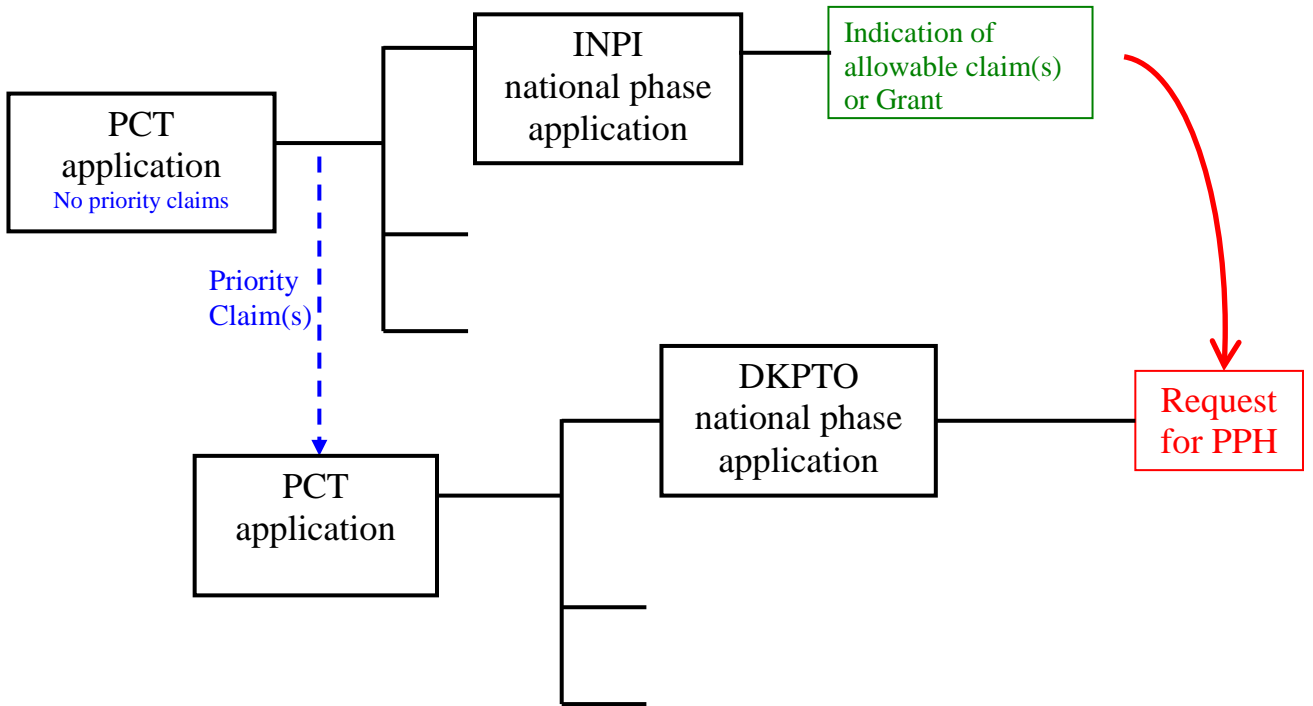 PCT
application
No priority claims
INPI
national phase
application
Indication of
allowable claim(s)
or Grant
Priority
Claim(s)
PCT
application
DKPTO
national phase
application
Request
for PPH